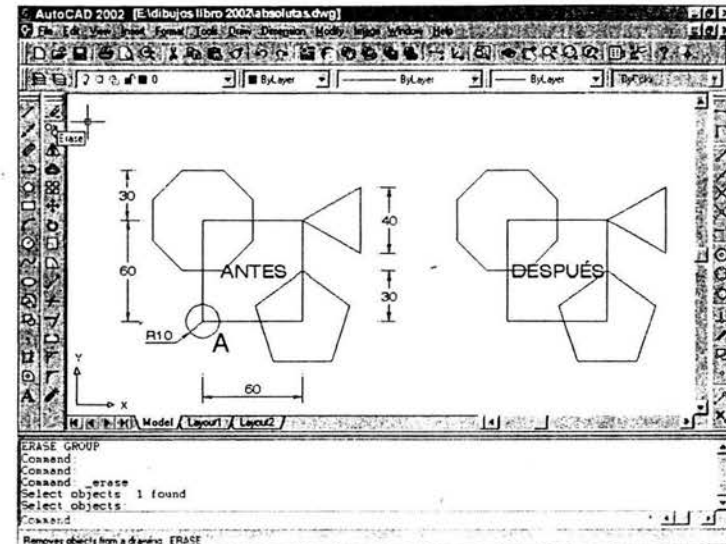 AutoCAD 2002 [E:\dibujos libro 2002\absolutas.dwg]
File Edit View Insert Format Tools Draw Dimension Modify Image Window Help
0 ByLayer ByLayer ByLayer
Erase
30
60
ANTES
40
30
DESPUÉS
R10
A
60
Y
X
Model Layout1 Layout2
ERASE GROUP
Command:
Command:
Command: _erase
Select objects: 1 found
Select objects:
Command:
Removes objects from a drawing: ERASE